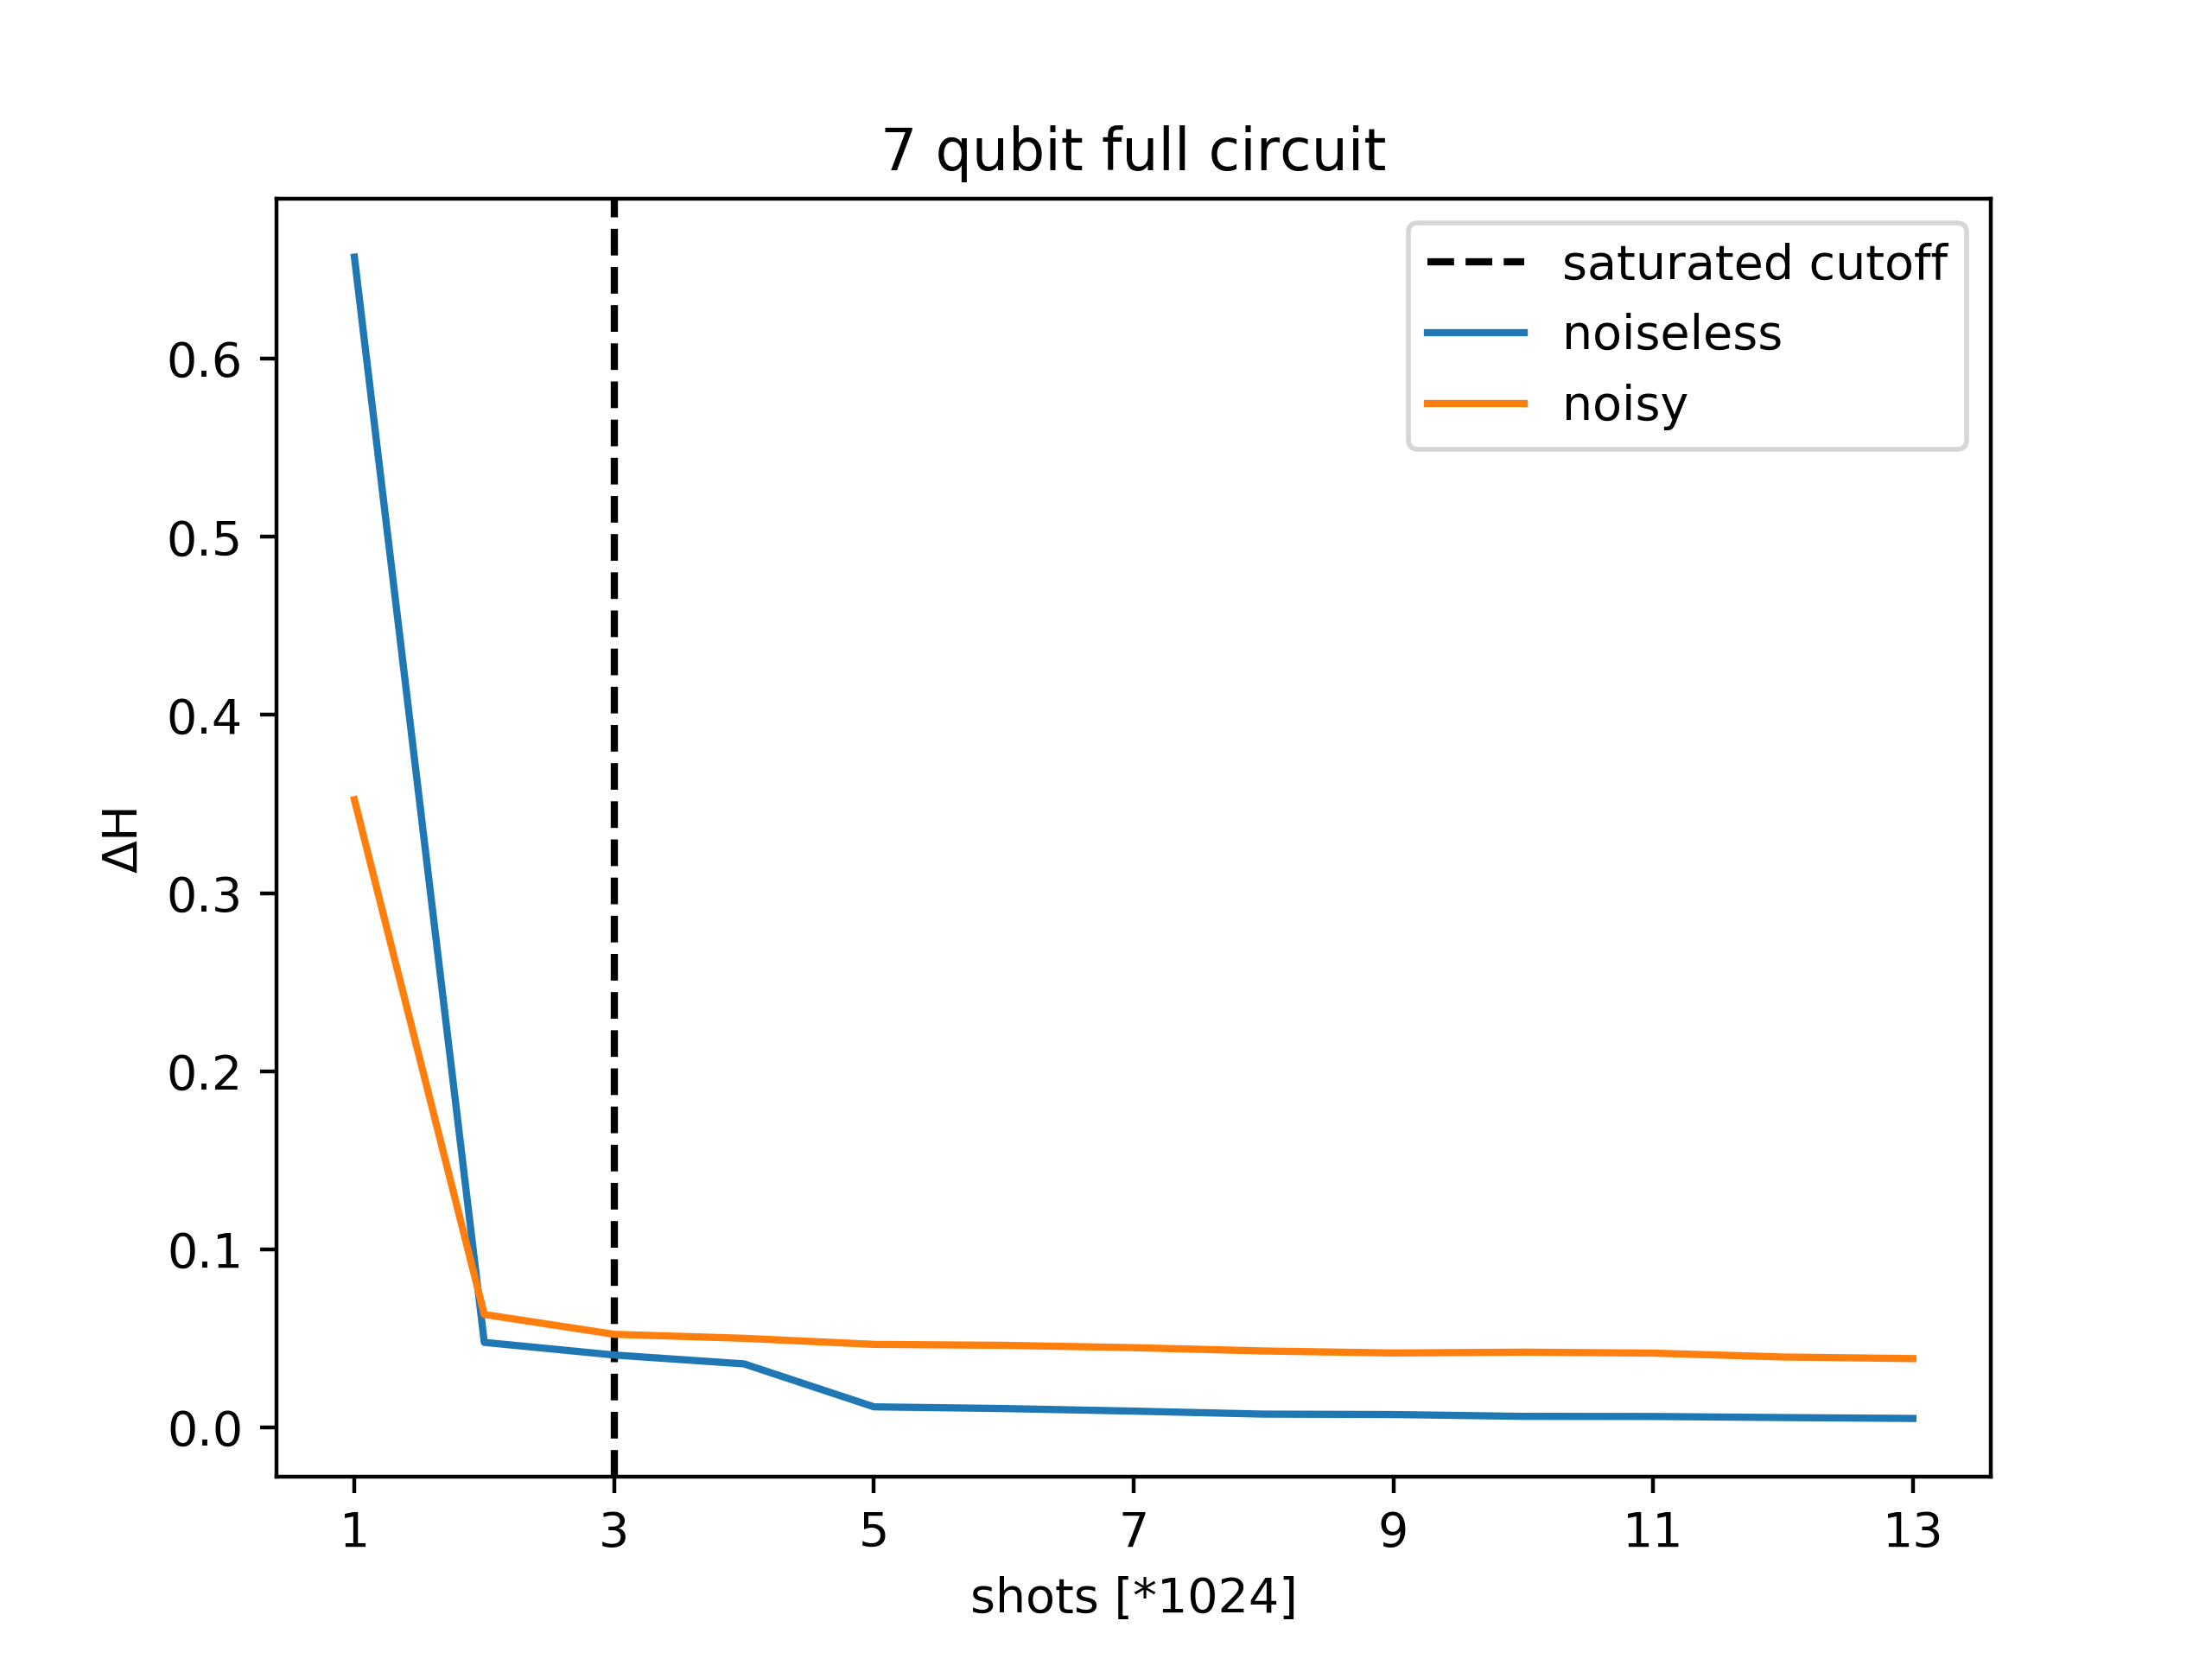 7 qubit full circuit
saturated cutoff
noiseless
noisy
0.6
0.5
0.4
0.3
0.2
0.1
0.0
ΔH
1 3 5 7 9 11 13
shots [*1024]